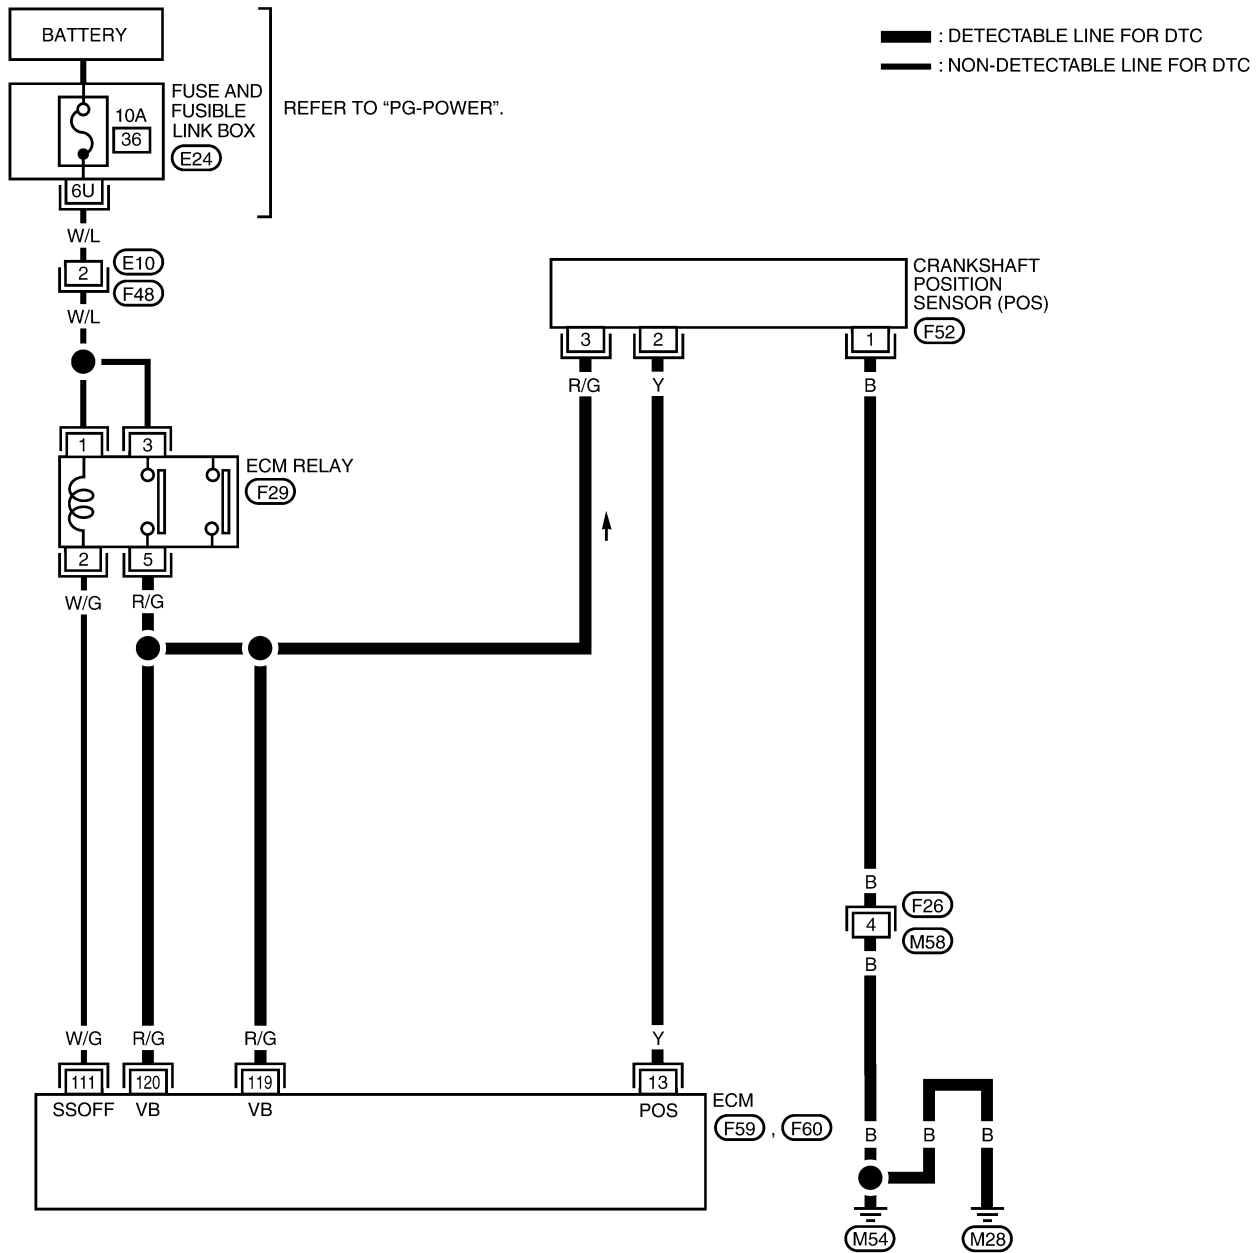 BATTERY
: DETECTABLE LINE FOR DTC
: NON-DETECTABLE LINE FOR DTC
FUSE AND
FUSIBLE
LINK BOX
E24
10A
36
REFER TO “PG-POWER”.
6U
W/L
2
E10
F48
W/L
CRANKSHAFT
POSITION
SENSOR (POS)
F52
3
2
1
R/G
Y
B
1
3
ECM RELAY
F29
2
5
W/G
R/G
B
4
F26
M58
B
W/G
R/G
R/G
Y
111
120
119
13
SSOFF
VB
VB
POS
ECM
F59 , F60
B
B
B
M54
M28